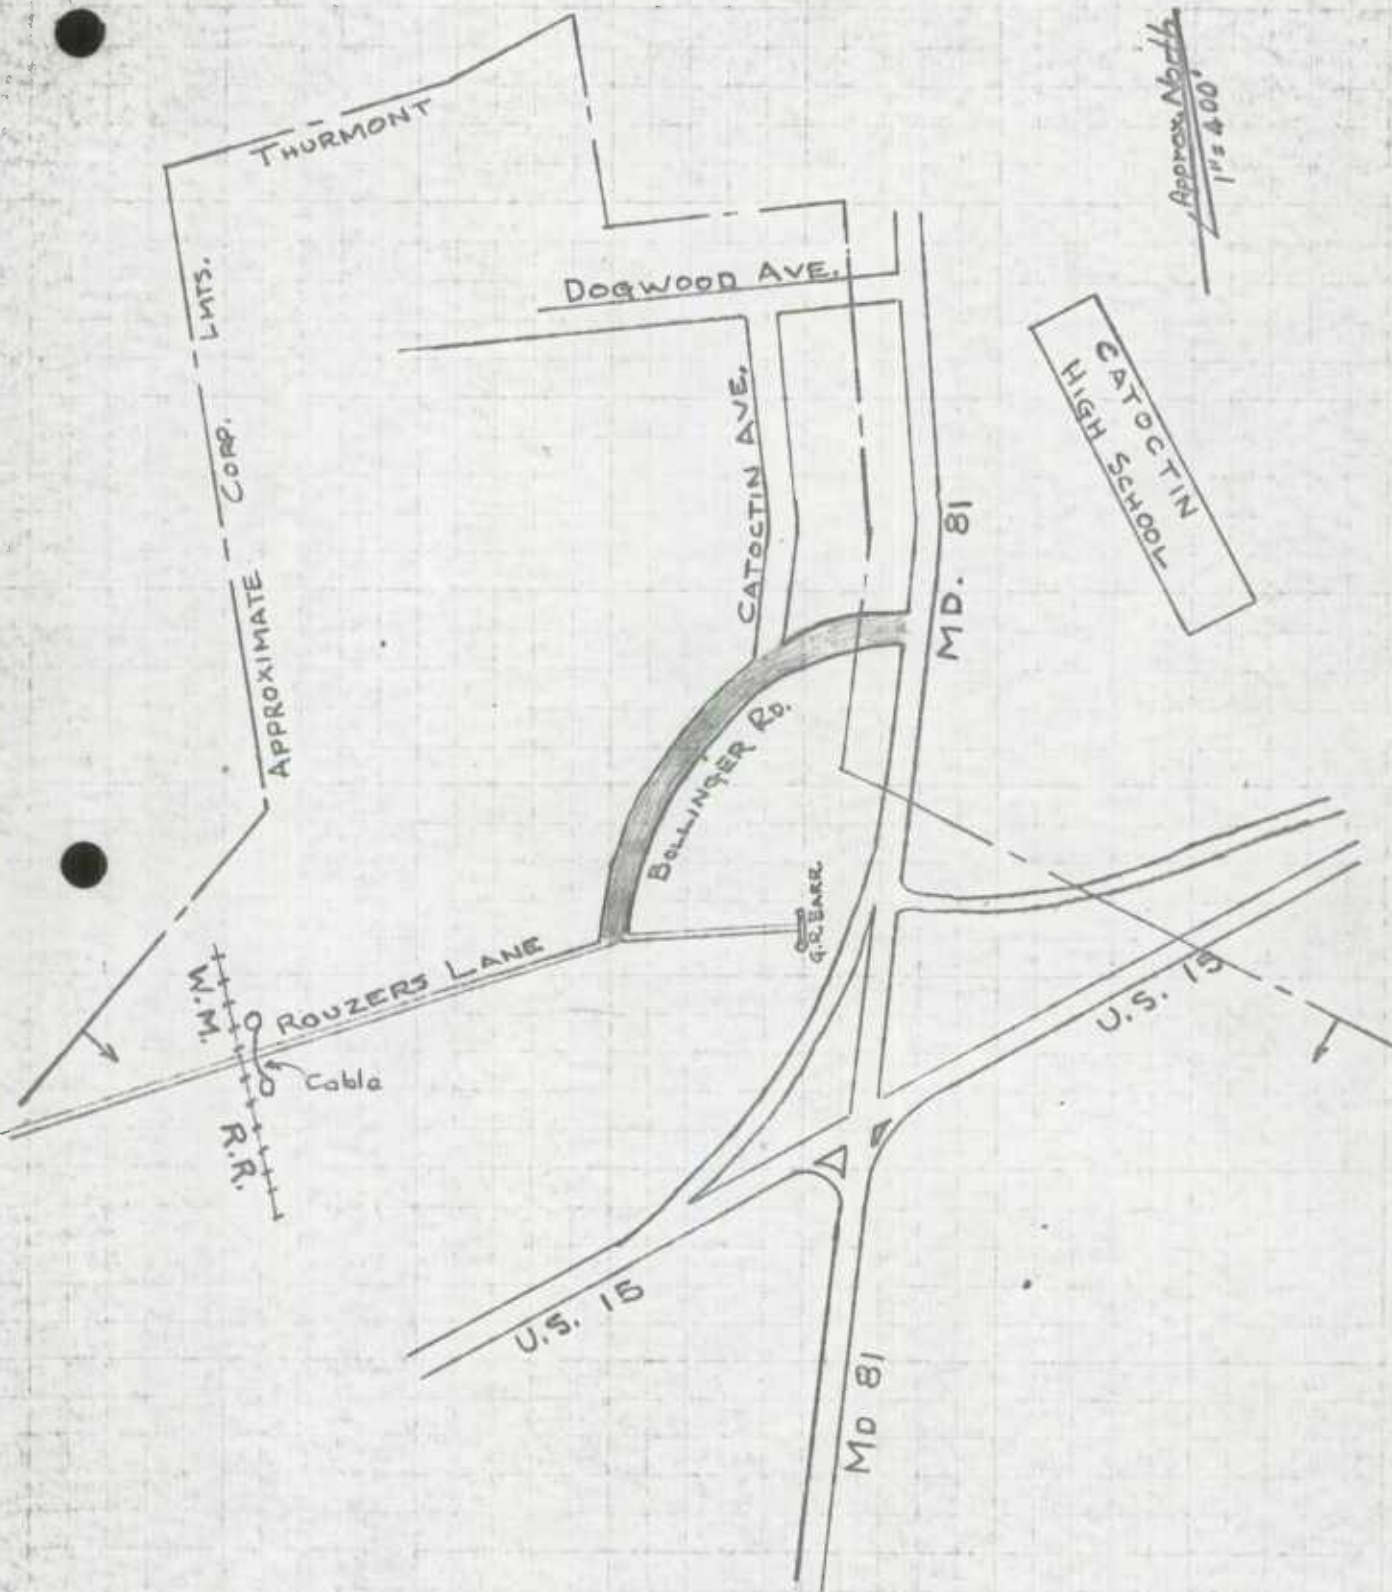 Approx. North
1"= 400'
THURMONT
LMTS.
CORP.
APPROXIMATE
DOGWOOD AVE.
CATOCTIN AVE.
CATOCTIN
HIGH SCHOOL
MD. 81
BOLLINGER RD.
G.R.EARR.
ROUZERS LANE
W.M.
R.R.
Cable
U.S. 15
U.S. 15
MD 81